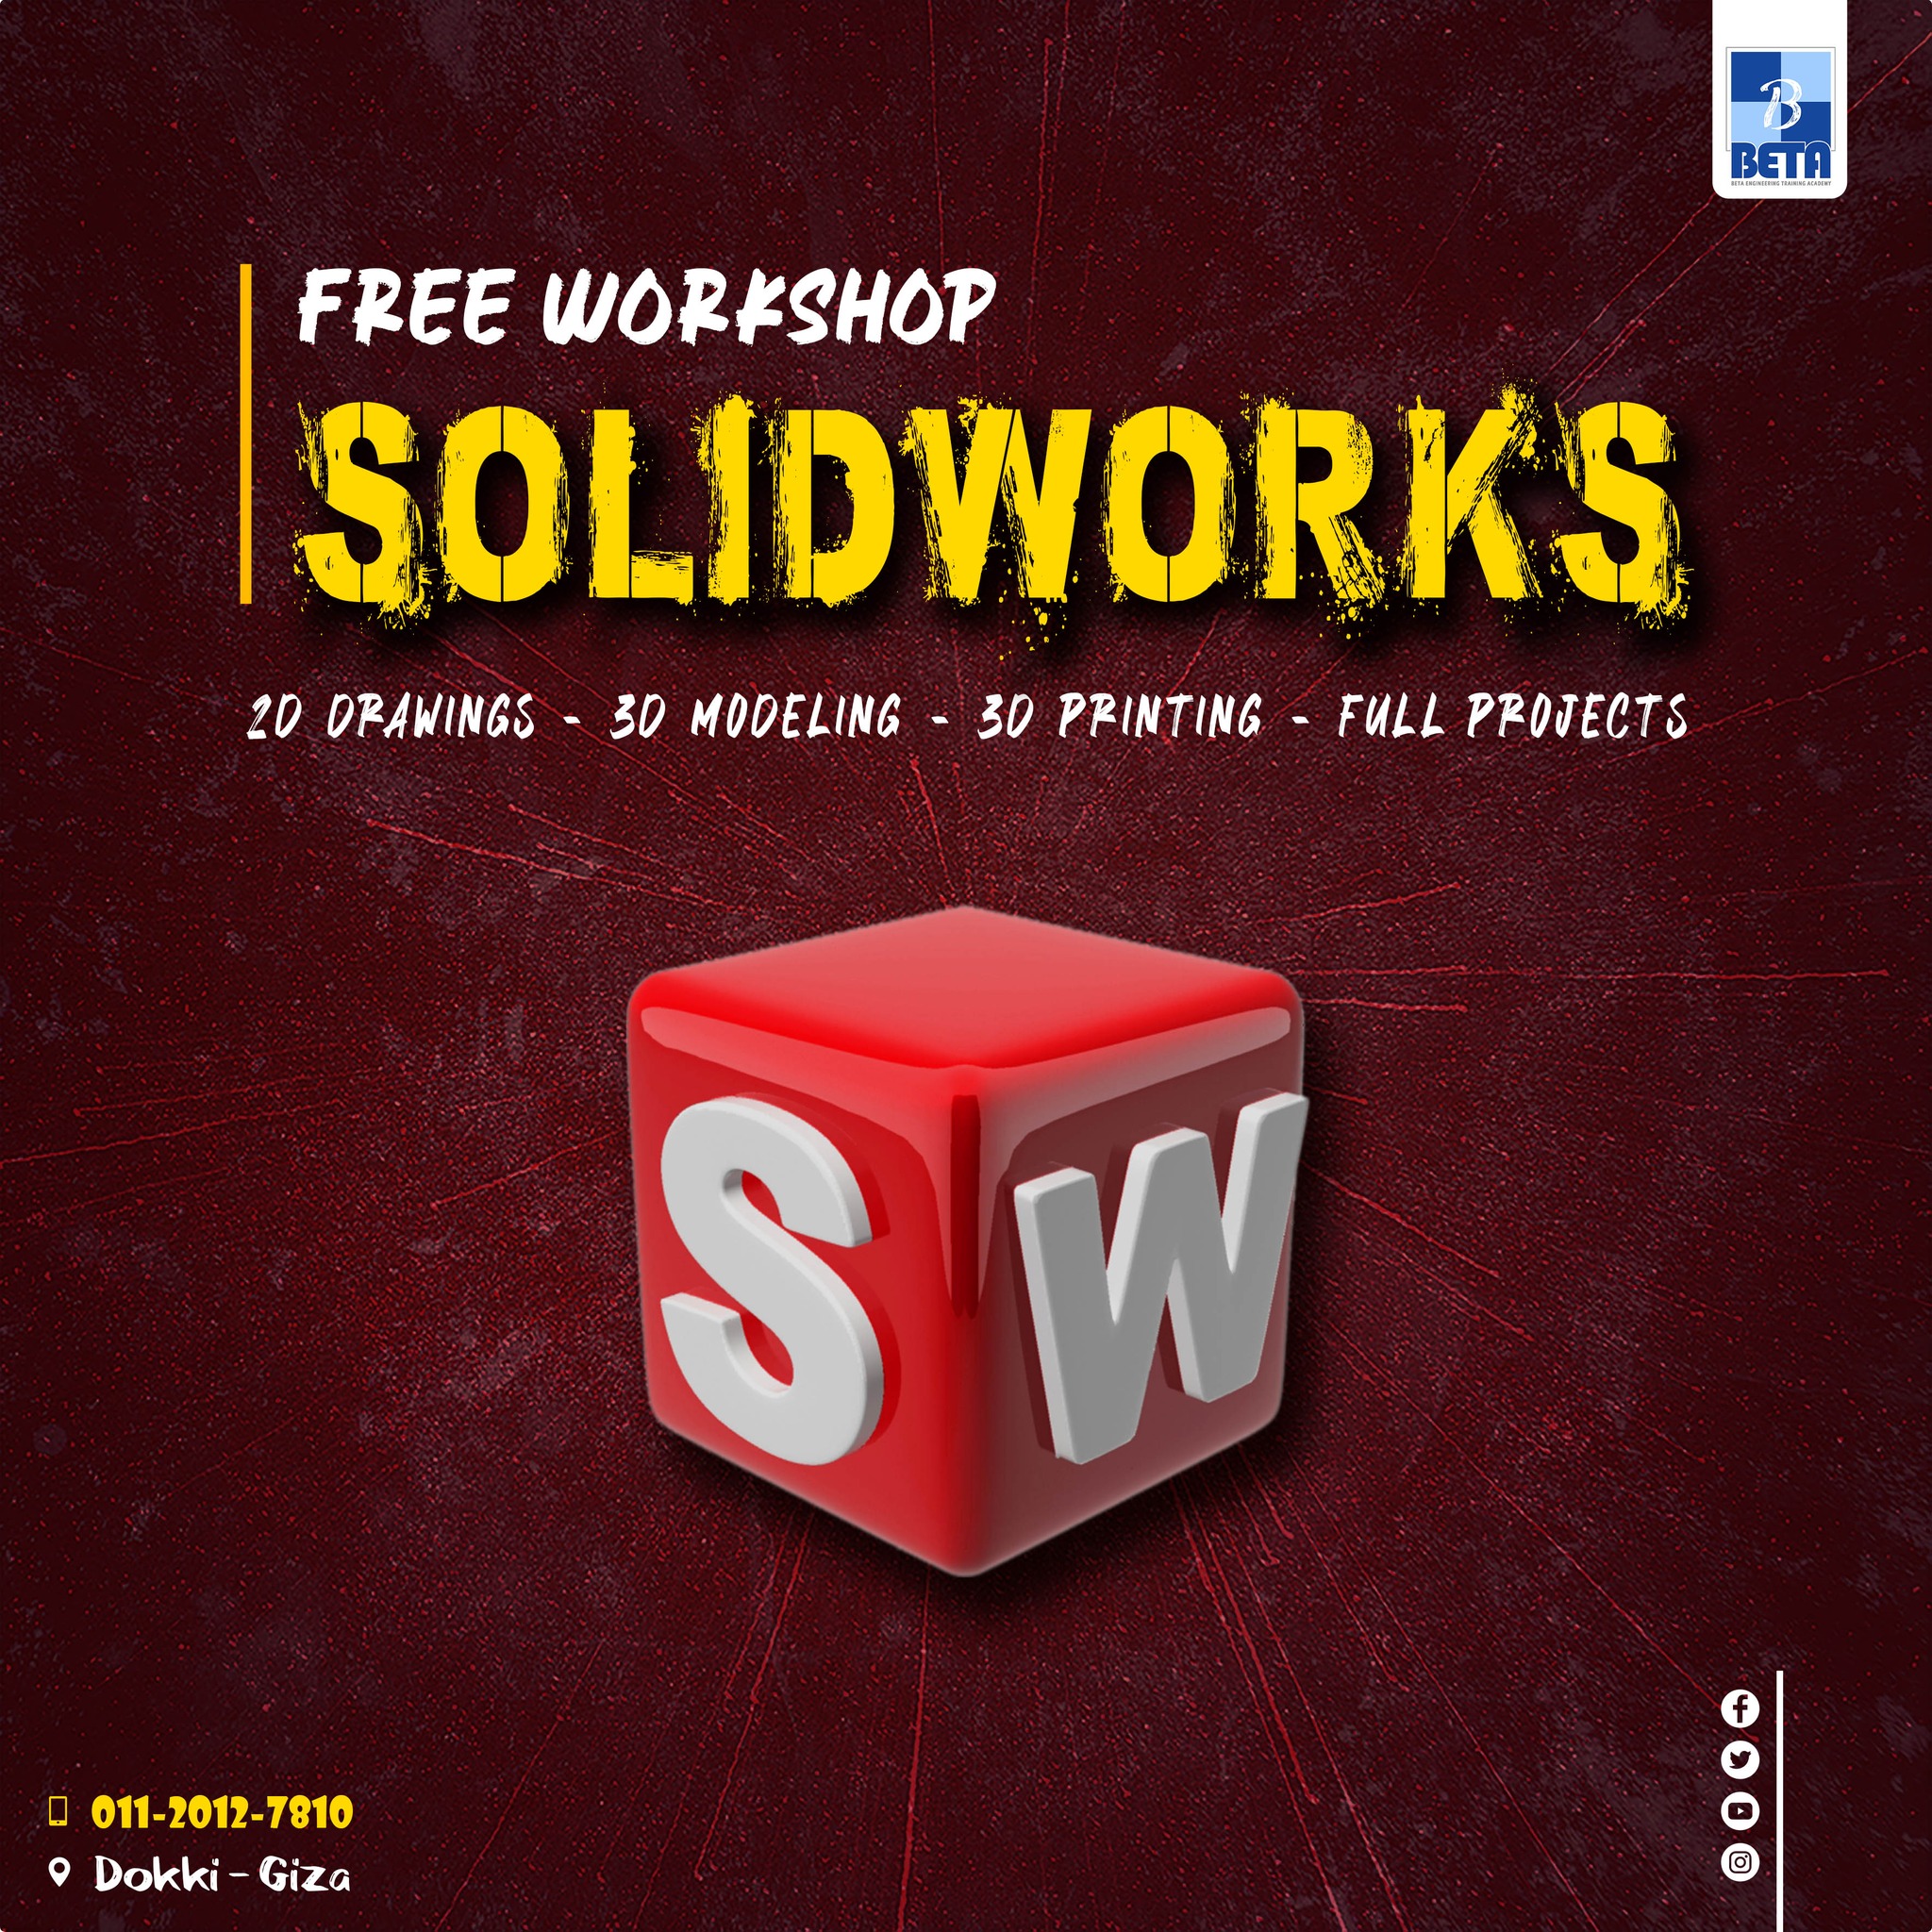 B
BETA
BETA ENGINEERING TRAINING ACADEMY
FREE WORKSHOP
SOLIDWORKS
2D DRAWINGS - 3D MODELING - 3D PRINTING - FULL PROJECTS
S W
011-2012-7810
Dokki - Giza